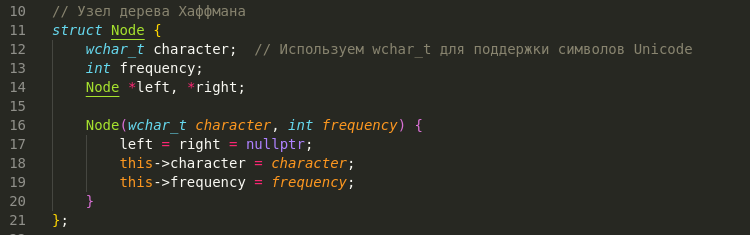 10 // Узел дерева Хаффмана
11 struct Node {
12     wchar_t character;  // Используем wchar_t для поддержки символов Unicode
13     int frequency;
14     Node *left, *right;
15
16     Node(wchar_t character, int frequency) {
17         left = right = nullptr;
18         this->character = character;
19         this->frequency = frequency;
20     }
21 };